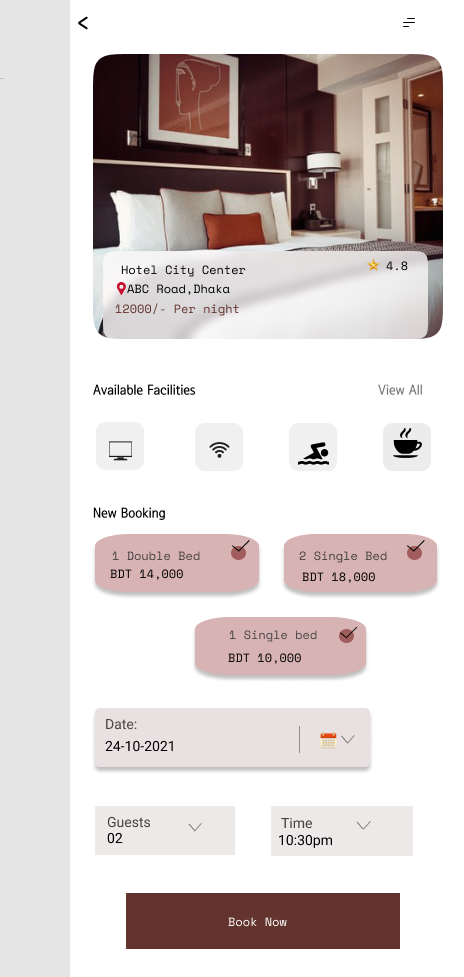 Hotel City Center
4.8
ABC Road,Dhaka
12000/- Per night
Available Facilities
View All
New Booking
1 Double Bed
BDT 14,000
2 Single Bed
BDT 18,000
1 Single bed
BDT 10,000
Date:
24-10-2021
Guests
02
Time
10:30pm
Book Now